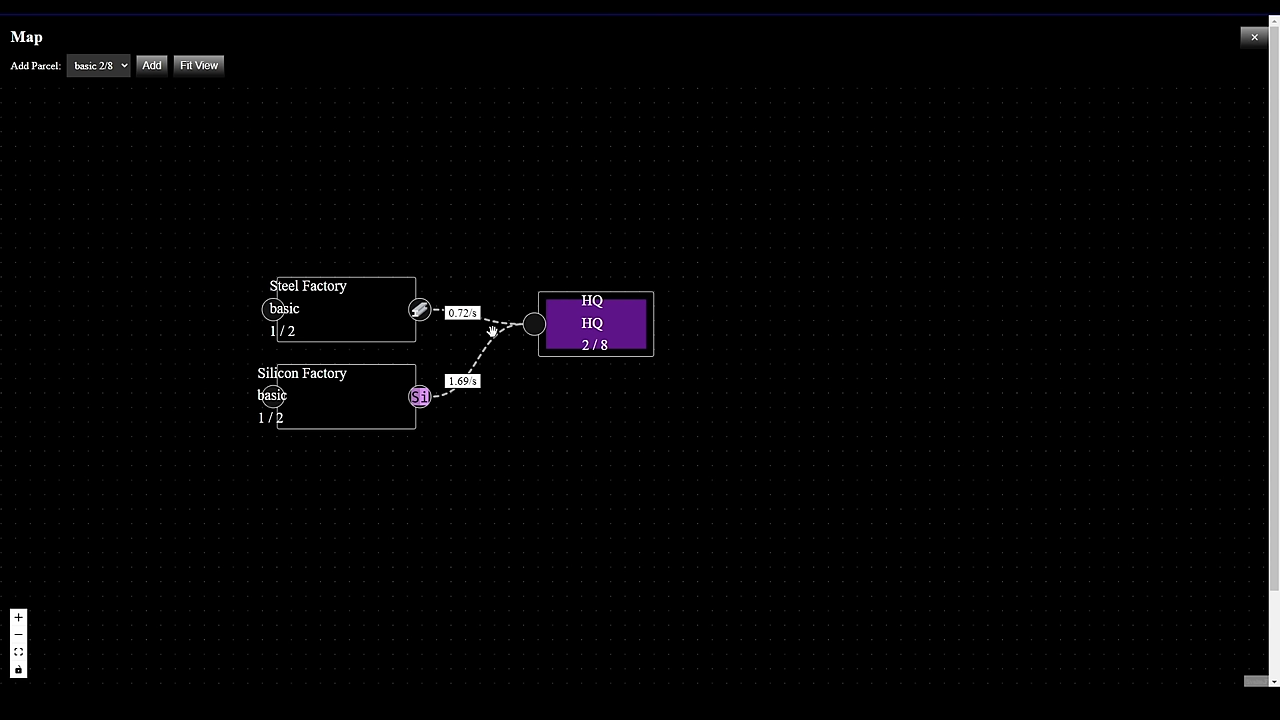 Map
×
Add Parcel: basic 2/8 Add Fit View
Steel Factory
basic
1 / 2
0.72/s
HQ
HQ
2 / 8
Silicon Factory
basic
1 / 2
Si
1.69/s
+
−